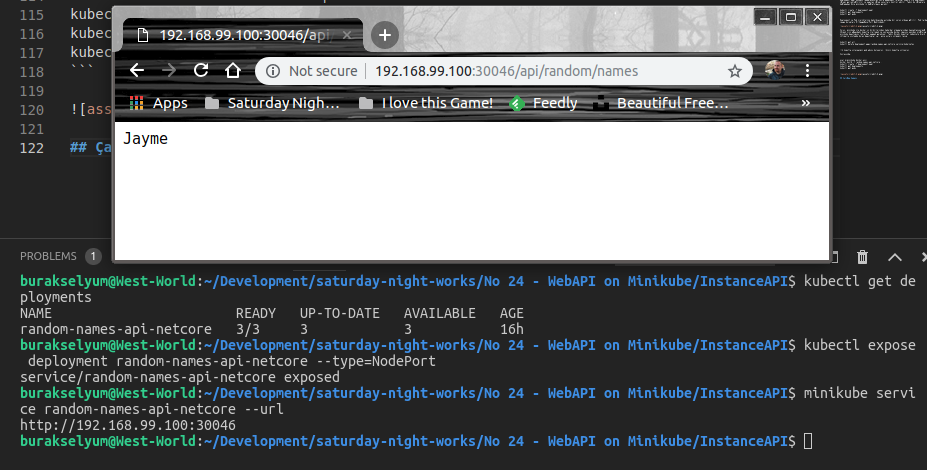 115 kubec
116 kubec
117 kubec
118 ```
119
120 ![ass
121
122 ## Ça
192.168.99.100:30046/api
Not secure | 192.168.99.100:30046/api/random/names
Apps Saturday Nigh... I love this Game! Feedly Beautiful Free... »
Jayme
PROBLEMS 1
burakselyum@West-World:~/Development/saturday-night-works/No 24 - WebAPI on Minikube/InstanceAPI$ kubectl get de
ployments
NAME READY UP-TO-DATE AVAILABLE AGE
random-names-api-netcore 3/3 3 3 16h
burakselyum@West-World:~/Development/saturday-night-works/No 24 - WebAPI on Minikube/InstanceAPI$ kubectl expose
deployment random-names-api-netcore --type=NodePort
service/random-names-api-netcore exposed
burakselyum@West-World:~/Development/saturday-night-works/No 24 - WebAPI on Minikube/InstanceAPI$ minikube servi
ce random-names-api-netcore --url
http://192.168.99.100:30046
burakselyum@West-World:~/Development/saturday-night-works/No 24 - WebAPI on Minikube/InstanceAPI$